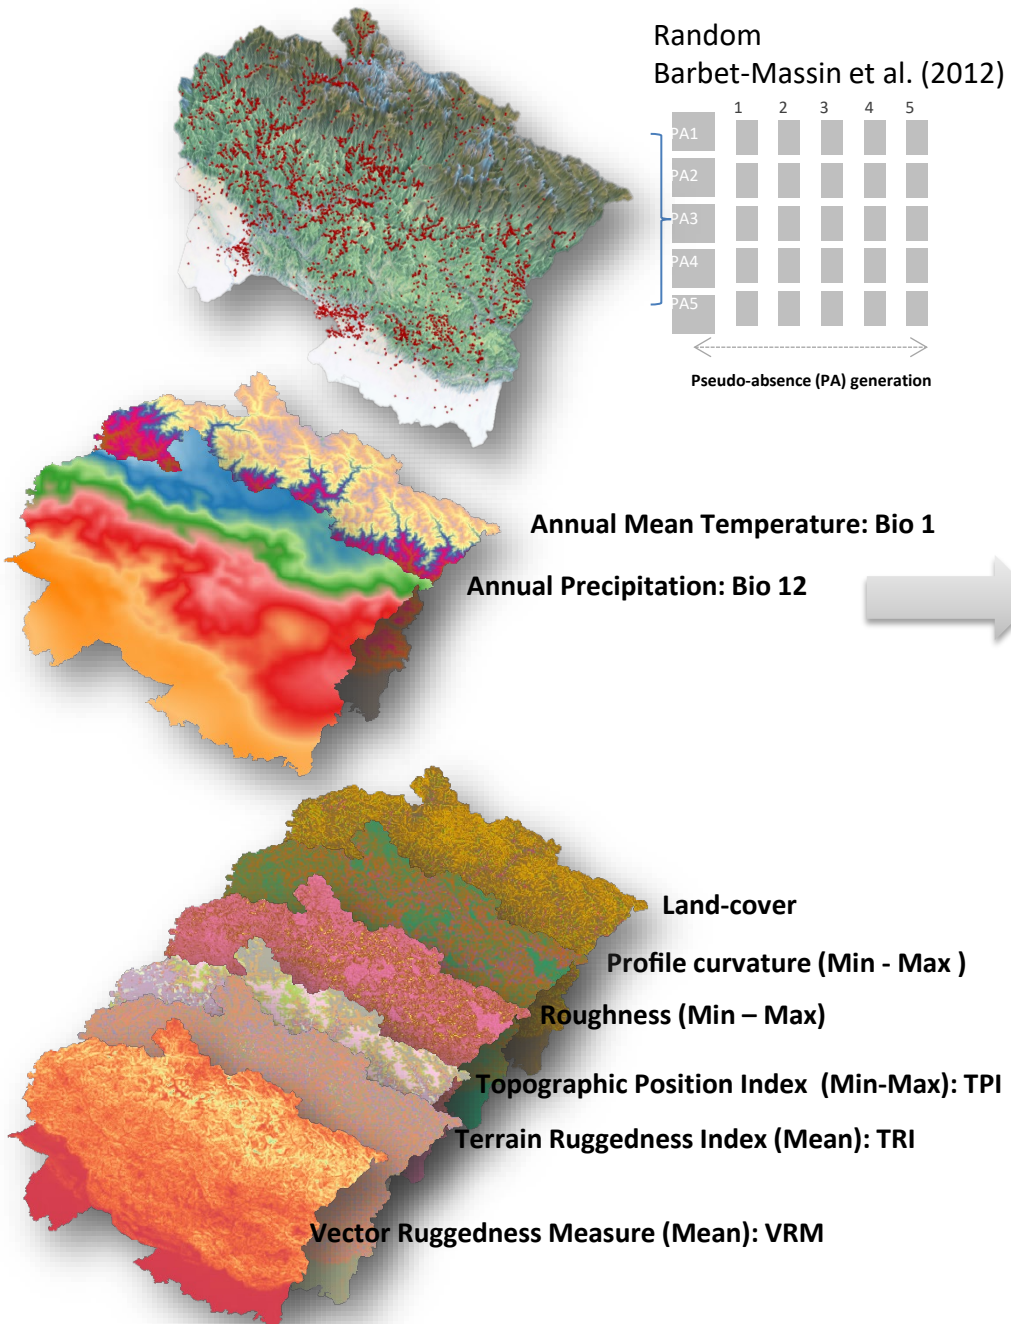 Random
Barbet-Massin et al. (2012)
1 2 3 4 5
PA1
PA2
PA3
PA4
PA5
Pseudo-absence (PA) generation
Annual Mean Temperature: Bio 1
Annual Precipitation: Bio 12
Land-cover
Profile curvature (Min - Max )
Roughness (Min – Max)
Topographic Position Index  (Min-Max): TPI
Terrain Ruggedness Index (Mean): TRI
Vector Ruggedness Measure (Mean): VRM